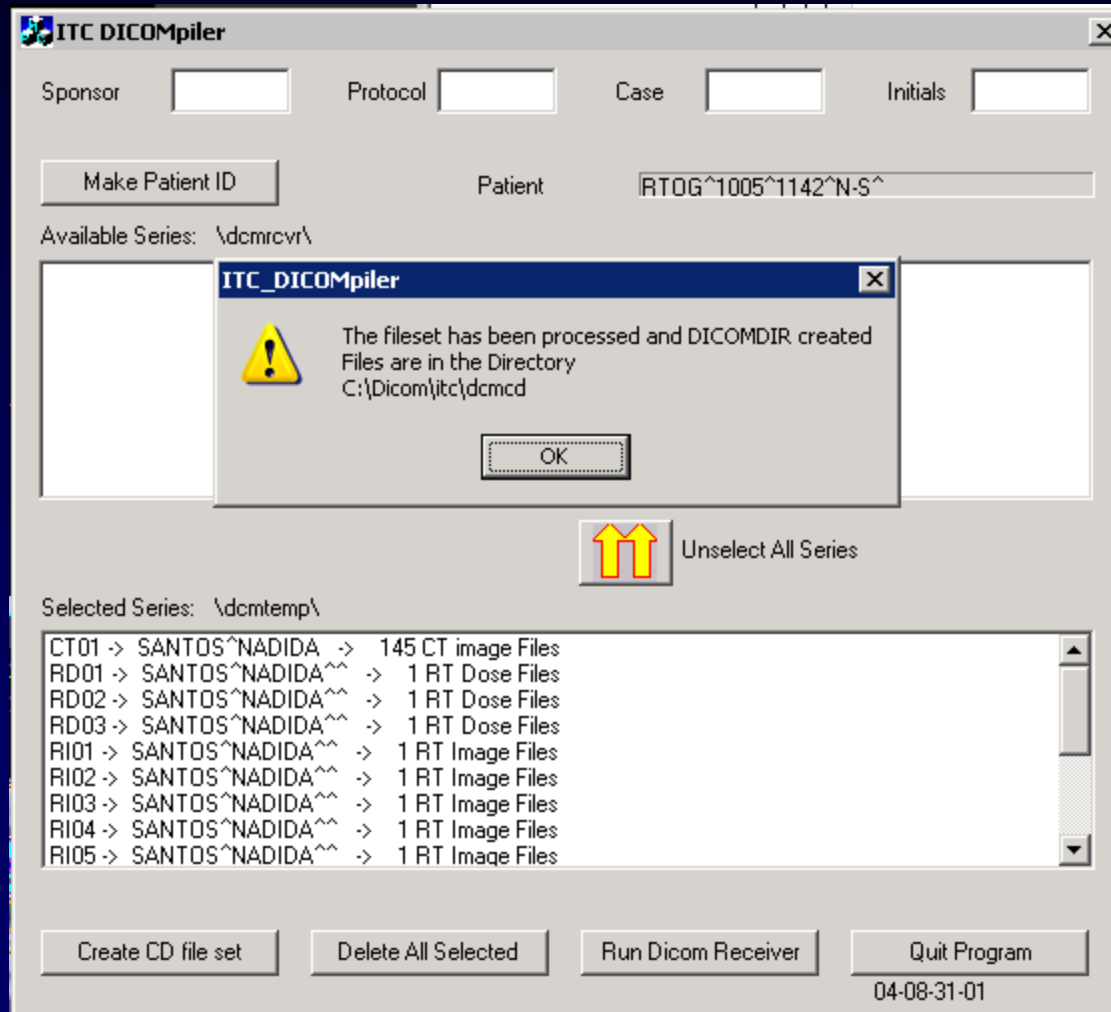 ITC DICOMpiler
Sponsor Protocol Case Initials
Make Patient ID Patient RTOG^1005^1142^N-S^
Available Series: \dcmrcvr\
ITC_DICOMpiler
The fileset has been processed and DICOMDIR created
Files are in the Directory
C:\Dicom\itc\dcmcd
OK
Unselect All Series
Selected Series: \dcmtemp\
CT01 -> SANTOS^NADIDA -> 145 CT image Files
RD01 -> SANTOS^NADIDA^^ -> 1 RT Dose Files
RD02 -> SANTOS^NADIDA^^ -> 1 RT Dose Files
RD03 -> SANTOS^NADIDA^^ -> 1 RT Dose Files
RI01 -> SANTOS^NADIDA^^ -> 1 RT Image Files
RI02 -> SANTOS^NADIDA^^ -> 1 RT Image Files
RI03 -> SANTOS^NADIDA^^ -> 1 RT Image Files
RI04 -> SANTOS^NADIDA^^ -> 1 RT Image Files
RI05 -> SANTOS^NADIDA^^ -> 1 RT Image Files
Create CD file set Delete All Selected Run Dicom Receiver Quit Program
04-08-31-01